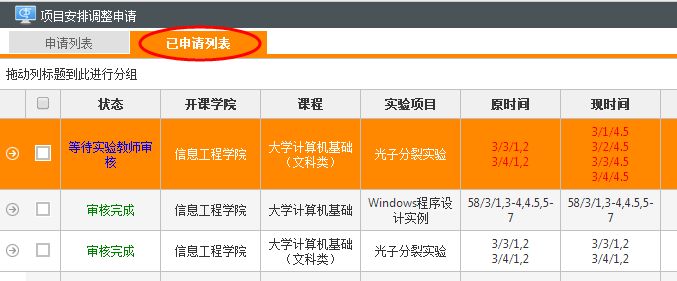 项目安排调整申请
申请列表 已申请列表
拖动列标题到此进行分组
状态 开课学院 课程 实验项目 原时间 现时间
等待实验教师审
核
信息工程学院
大学计算机基础
（文科类）
光子分裂实验
3/3/1,2
3/4/1,2
3/1/4.5
3/2/4.5
3/3/4.5
3/4/4.5
审核完成
信息工程学院
大学计算机基础
Windows程序设
计实例
58/3/1,3-4,4.5,5-
7
58/3/1,3-4,4.5,5-
7
审核完成
信息工程学院
大学计算机基础
（文科类）
光子分裂实验
3/3/1,2
3/4/1,2
3/3/1,2
3/4/1,2